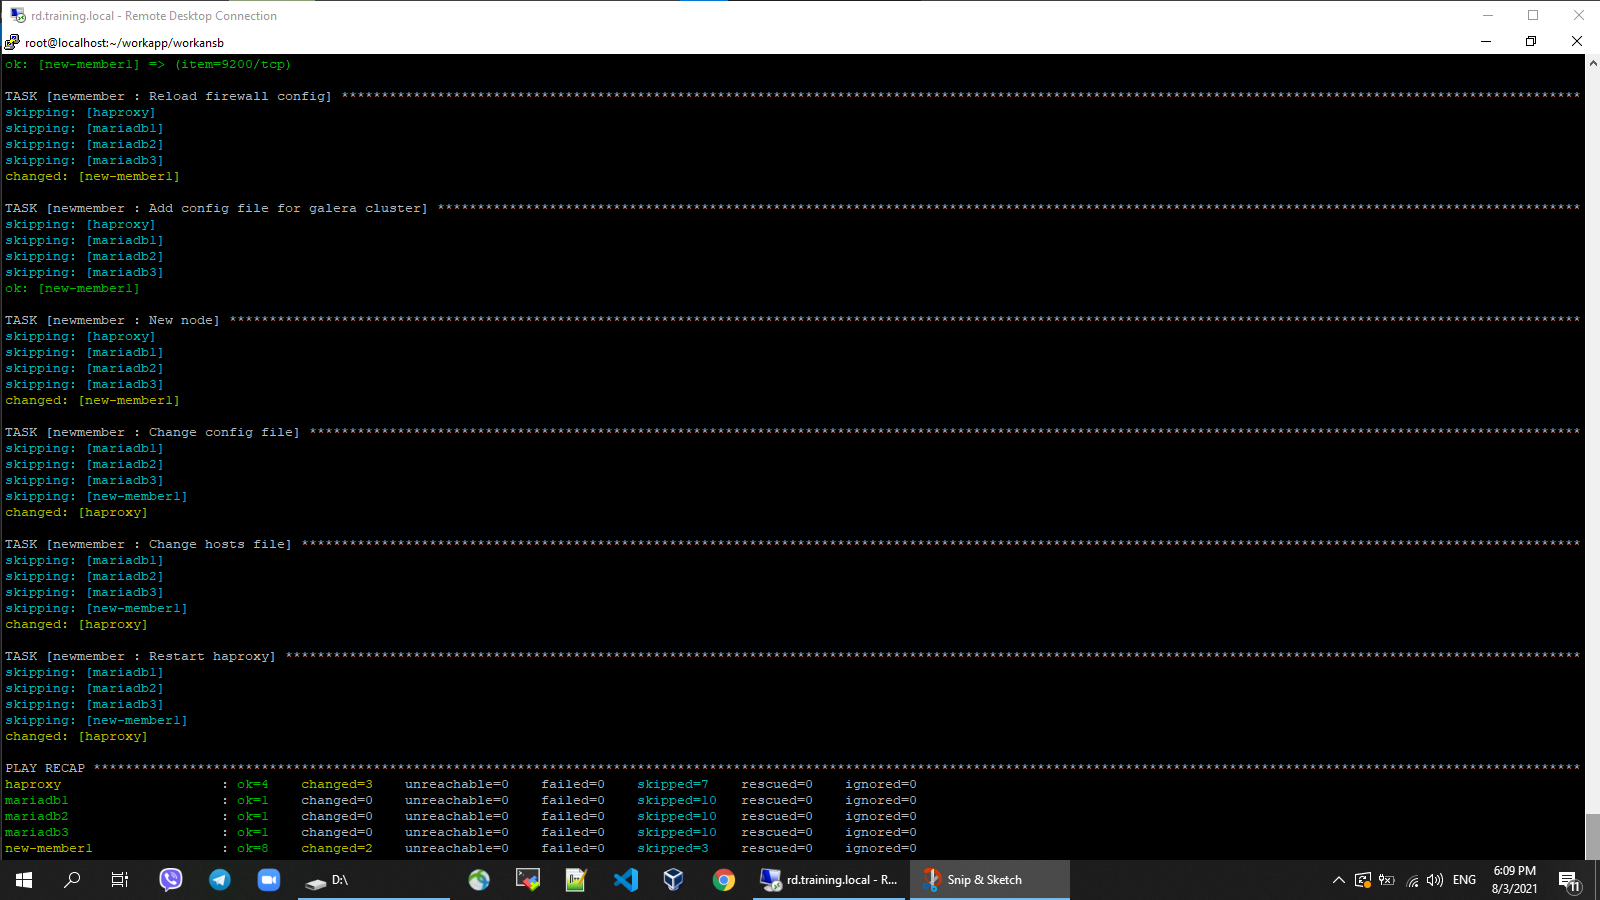 rd.training.local - Remote Desktop Connection
root@localhost:~/workapp/workansb
ok: [new-member1] => (item=9200/tcp)
TASK [newmember : Reload firewall config] ***********************************************************************************************************************************************************
skipping: [haproxy]
skipping: [mariadb1]
skipping: [mariadb2]
skipping: [mariadb3]
changed: [new-member1]
TASK [newmember : Add config file for galera cluster] ***********************************************************************************************************************************************
skipping: [haproxy]
skipping: [mariadb1]
skipping: [mariadb2]
skipping: [mariadb3]
ok: [new-member1]
TASK [newmember : New node] *************************************************************************************************************************************************************************
skipping: [haproxy]
skipping: [mariadb1]
skipping: [mariadb2]
skipping: [mariadb3]
changed: [new-member1]
TASK [newmember : Change config file] ***************************************************************************************************************************************************************
skipping: [mariadb1]
skipping: [mariadb2]
skipping: [mariadb3]
skipping: [new-member1]
changed: [haproxy]
TASK [newmember : Change hosts file] ****************************************************************************************************************************************************************
skipping: [mariadb1]
skipping: [mariadb2]
skipping: [mariadb3]
skipping: [new-member1]
changed: [haproxy]
TASK [newmember : Restart haproxy] ******************************************************************************************************************************************************************
skipping: [mariadb1]
skipping: [mariadb2]
skipping: [mariadb3]
skipping: [new-member1]
changed: [haproxy]
PLAY RECAP ******************************************************************************************************************************************************************************************
haproxy : ok=4 changed=3 unreachable=0 failed=0 skipped=7 rescued=0 ignored=0
mariadb1 : ok=1 changed=0 unreachable=0 failed=0 skipped=10 rescued=0 ignored=0
mariadb2 : ok=1 changed=0 unreachable=0 failed=0 skipped=10 rescued=0 ignored=0
mariadb3 : ok=1 changed=0 unreachable=0 failed=0 skipped=10 rescued=0 ignored=0
new-member1 : ok=8 changed=2 unreachable=0 failed=0 skipped=3 rescued=0 ignored=0
D:\
rd.training.local - R...
Snip & Sketch
ENG
6:09 PM
8/3/2021
11